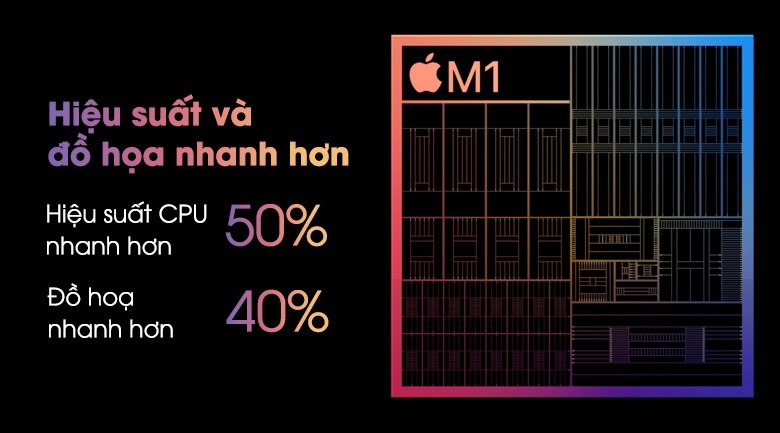 Hiệu suất và
đồ họa nhanh hơn
Hiệu suất CPU
nhanh hơn
50%
Đồ hoạ
nhanh hơn
40%
M1